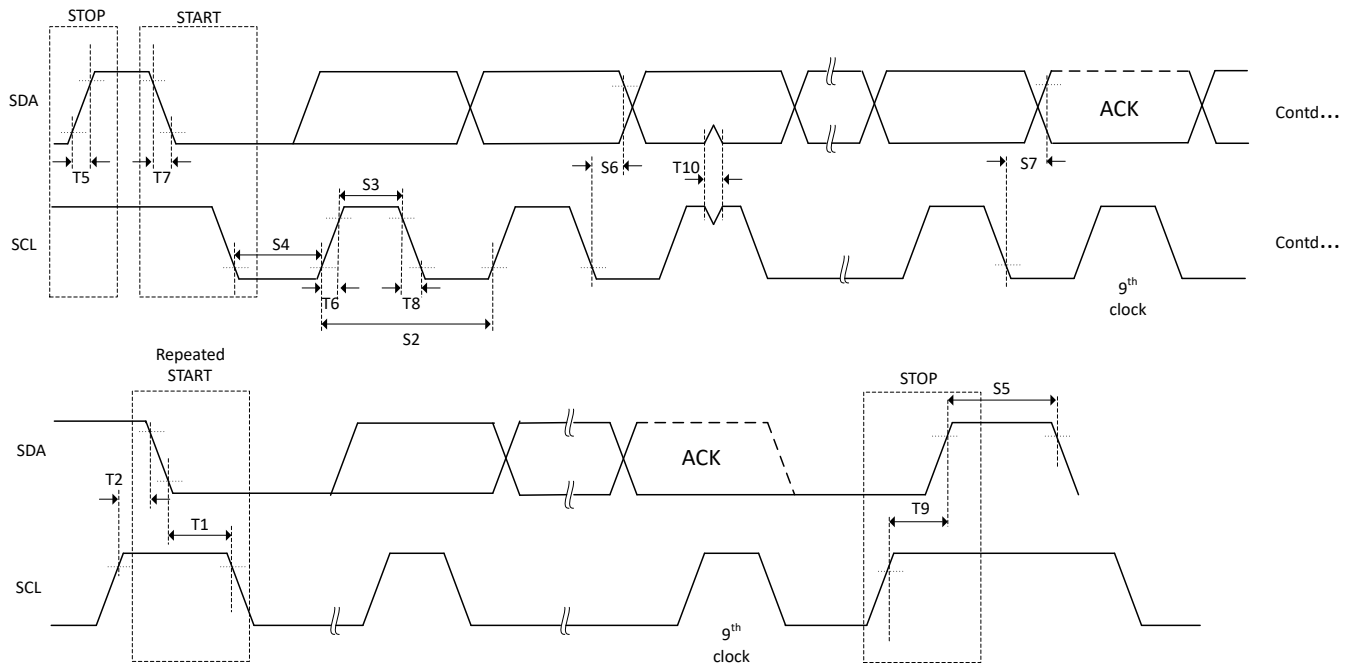 STOP
START
SDA
ACK
Contd...
T5
T7
S6
T10
S7
S3
SCL
S4
Contd...
T6
T8
S2
9th
clock
Repeated
START
STOP
S5
SDA
ACK
T2
T9
T1
SCL
9th
clock